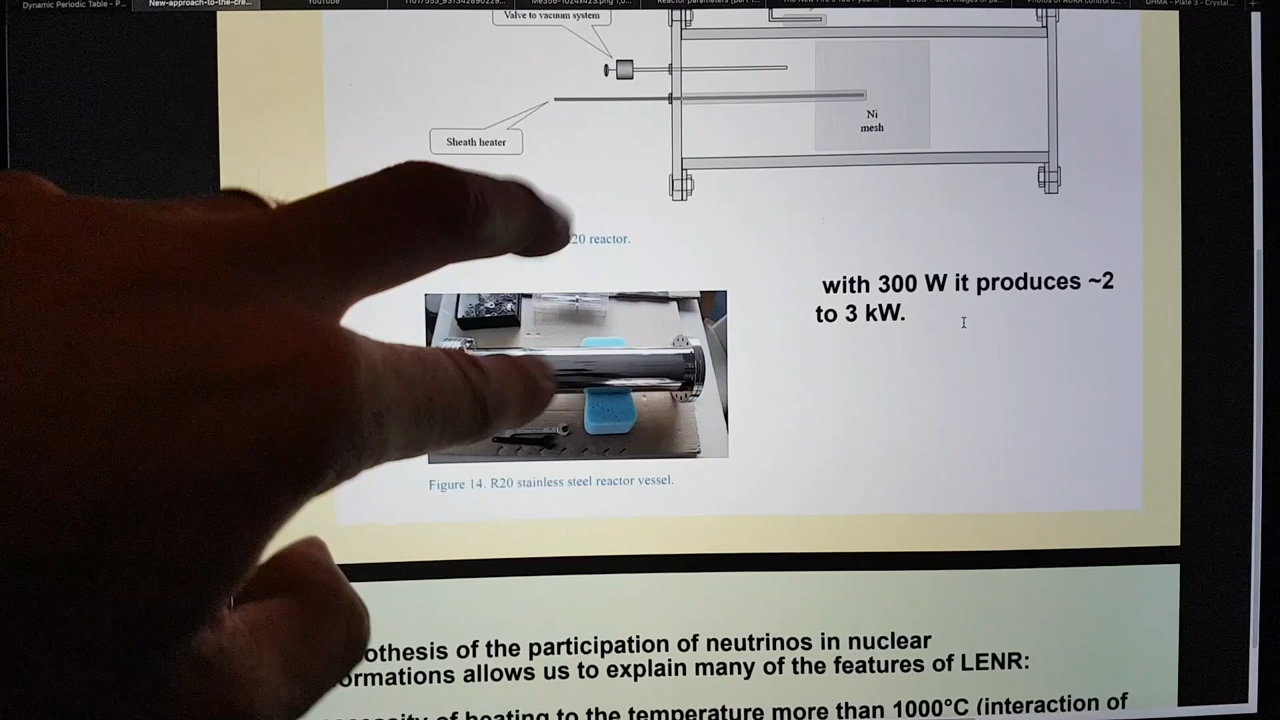 Dynamic Periodic Table - P...
New-approach-to-the-cre...
YouTube
Valve to vacuum system
Sheath heater
Ni
mesh
20 reactor.
with 300 W it produces ~2
to 3 kW.
Figure 14. R20 stainless steel reactor vessel.
othesis of the participation of neutrinos in nuclear
ormations allows us to explain many of the features of LENR:
of heating to the temperature more than 1000°C (interaction of